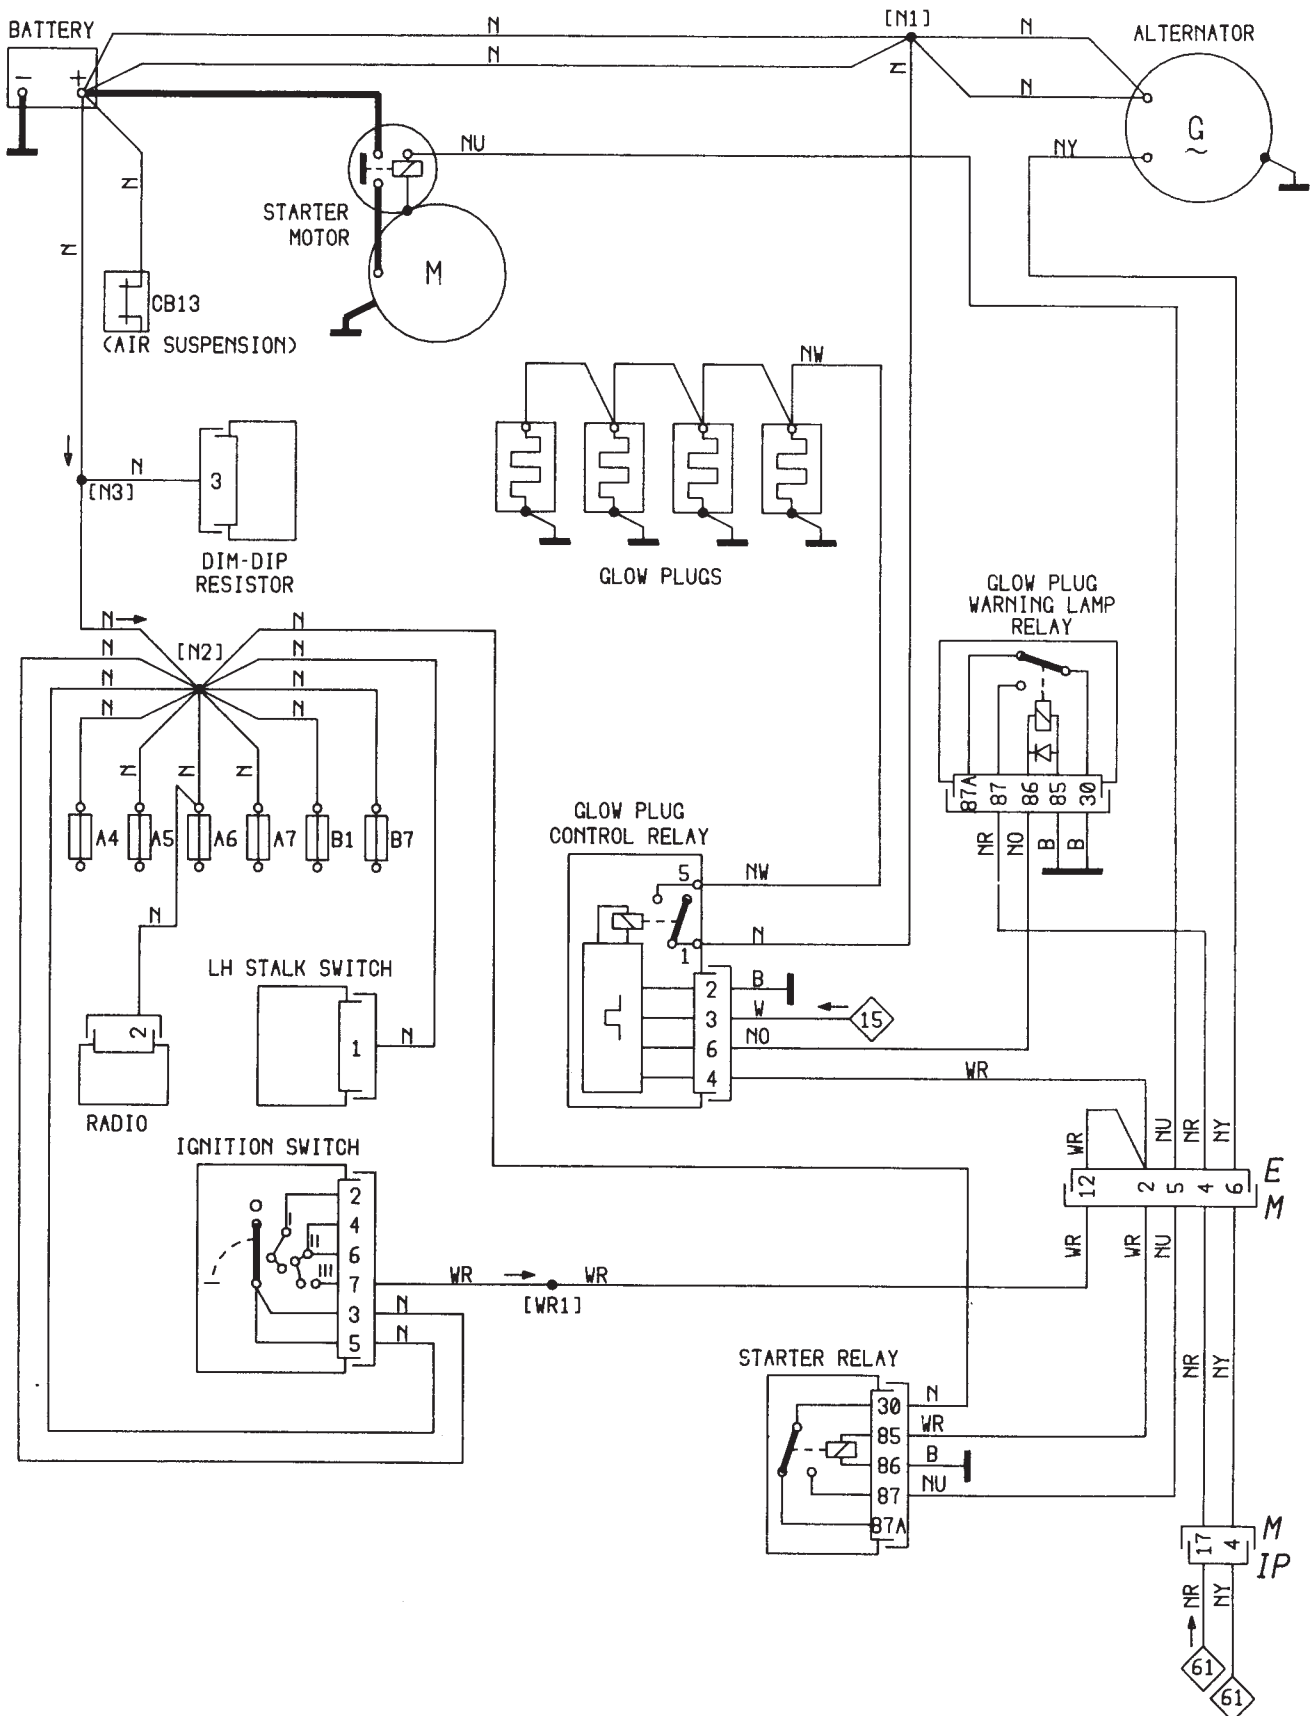 BATTERY
N
[N1]
N
ALTERNATOR
N
N
N
−
+
G
~
NU
NY
N
N
STARTER
MOTOR
M
CB13
(AIR SUSPENSION)
NW
N
3
[N3]
DIM-DIP
RESISTOR
GLOW PLUGS
GLOW PLUG
WARNING LAMP
RELAY
N
N
N
[N2]
N
N
N
N
N
N
N
87A
87
86
85
30
A4
A5
A6
A7
B1
B7
GLOW PLUG
CONTROL RELAY
NR
NO
B
B
5
NW
N
N
1
LH STALK SWITCH
2
B
3
W
15
2
1
N
6
NO
4
WR
RADIO
IGNITION SWITCH
WR
NU
NR
NY
E
12
2
5
4
6
M
2
I
4
II
6
III
7
WR
WR
[WR1]
WR
WR
NU
3
N
5
N
STARTER RELAY
NR
NY
30
N
85
WR
86
B
87
NU
87A
M
17
4
IP
NR
NY
61
61